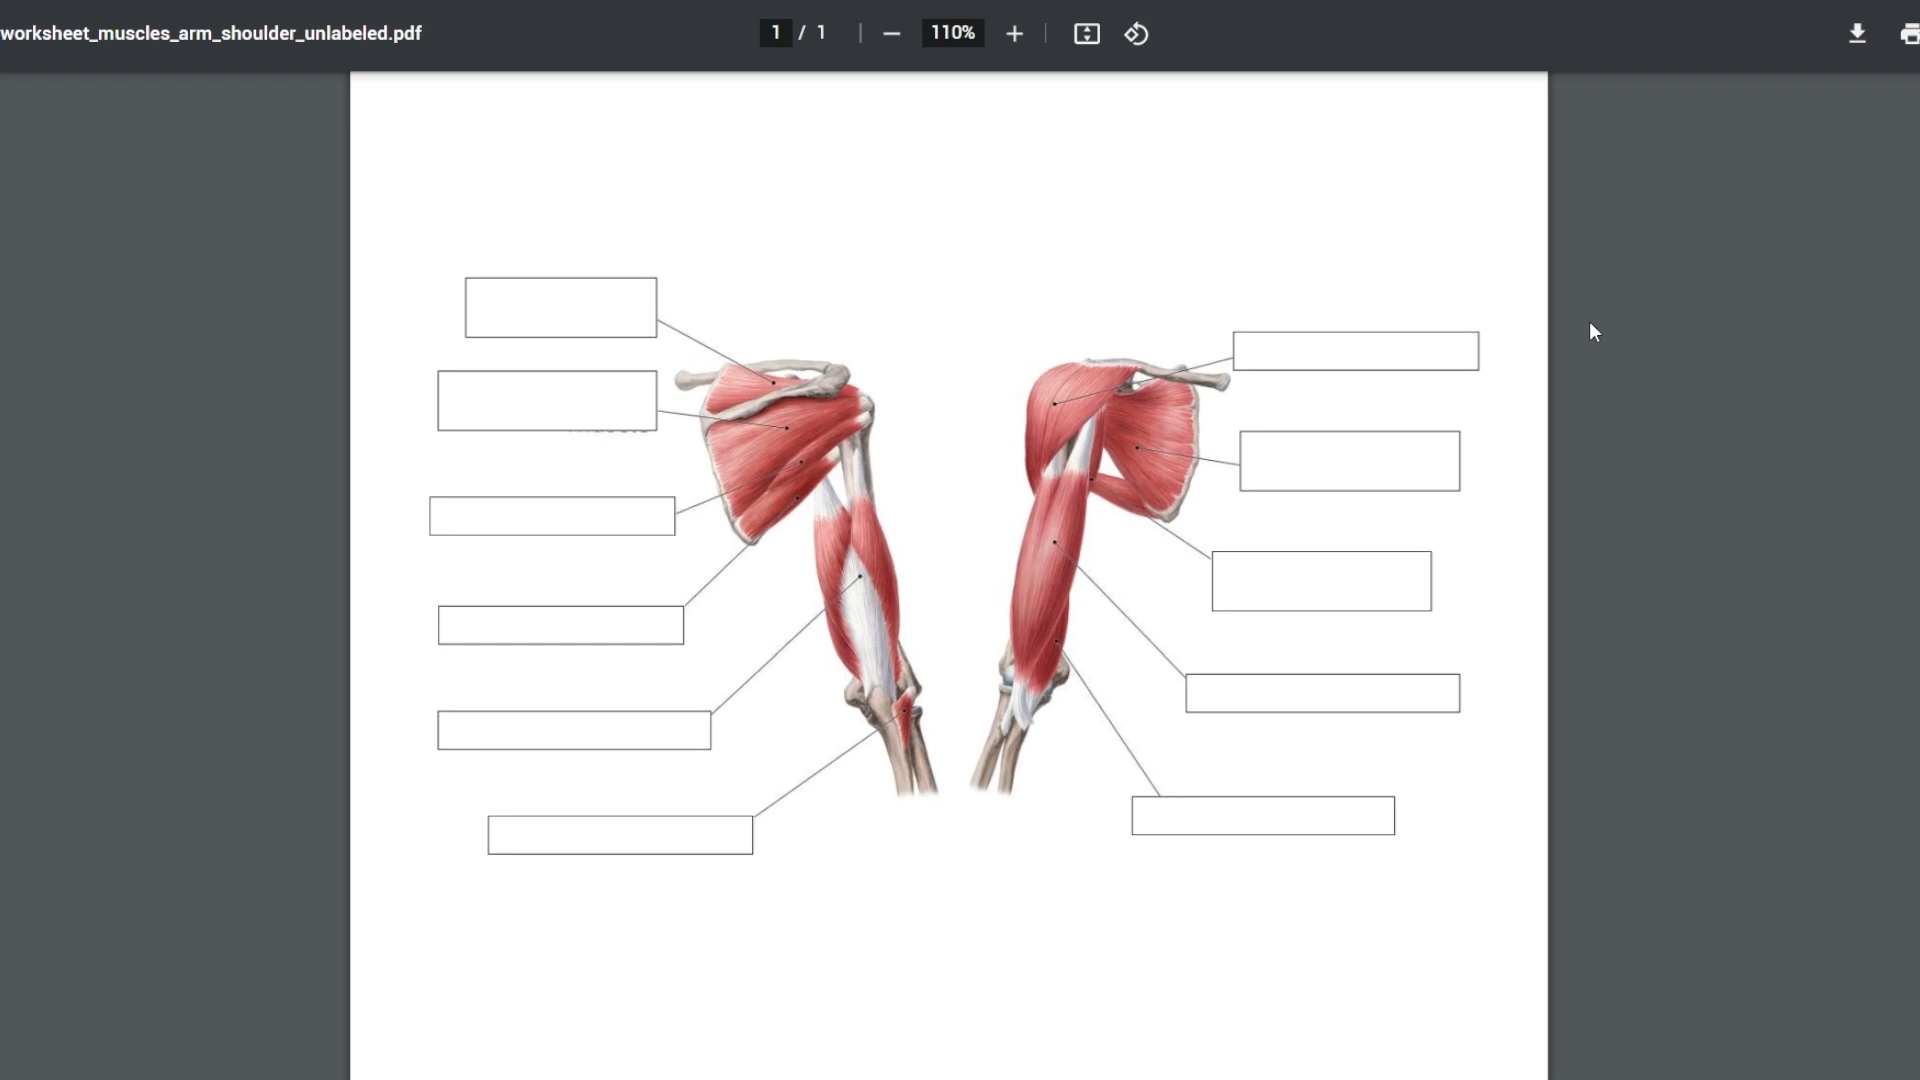 worksheet_muscles_arm_shoulder_unlabeled.pdf
1 / 1
110%